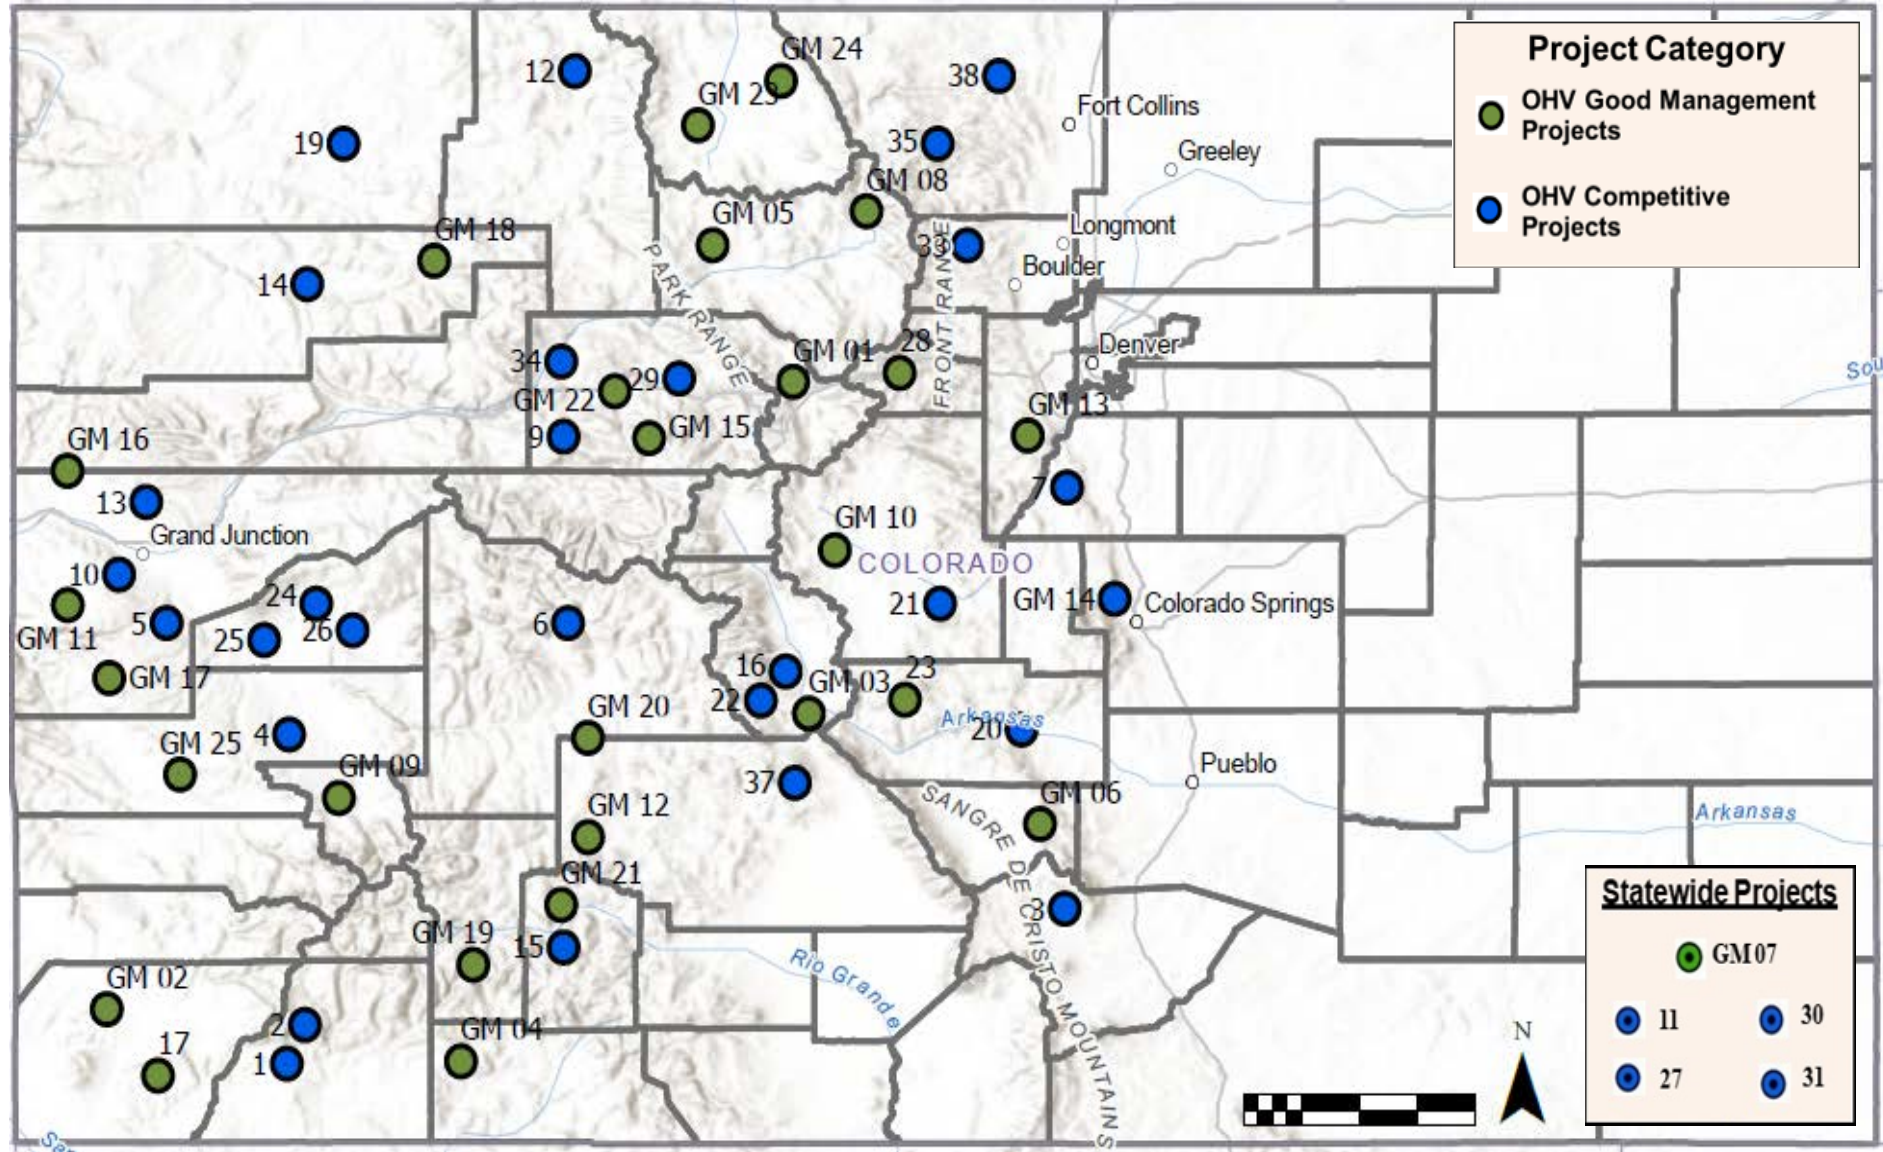 Project Category
OHV Good Management
Projects
OHV Competitive
Projects
GM 24
12
38
GM 23
Fort Collins
19
35
Greeley
GM 08
GM 05
GM 18
Longmont
33
14
Boulder
PARK RANGE
FRONT RANGE
34
29
GM 01
28
Denver
Sou
GM 22
GM 13
9
GM 15
GM 16
13
7
Grand Junction
GM 10
COLORADO
10
24
21
GM 14
Colorado Springs
GM 11
5
25
26
6
16
GM 03
23
GM 17
22
GM 20
Arkansas
20
GM 25
4
GM 09
37
Pueblo
GM 06
SANGRE DE CRISTO MOUNTAINS
GM 12
Arkansas
GM 21
3
GM 19
15
Rio Grande
GM 02
2
GM 04
17
1
San
N
Statewide Projects
GM 07
11
30
27
31